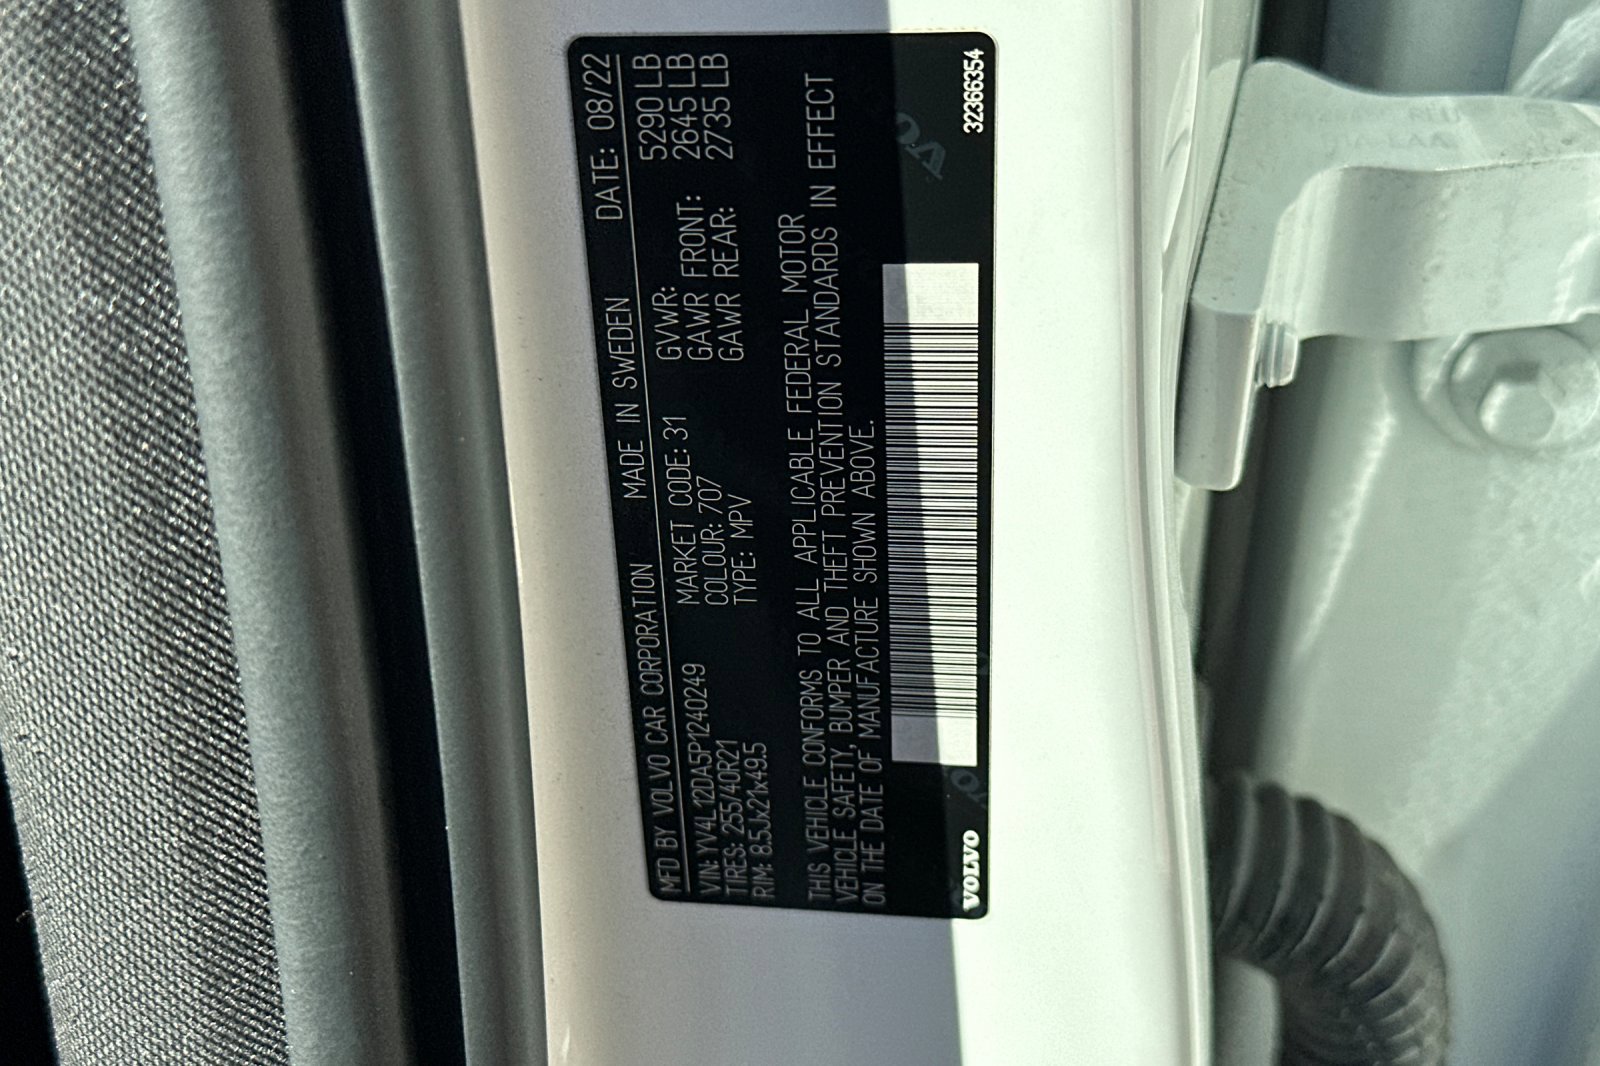 MFD BY VOLVO CAR CORPORATION MADE IN SWEDEN DATE: 08/22
VIN: YV4L12DA5P1240249 MARKET CODE: 31 GVWR: 5290 LB
TIRES: 255/40R21 COLOUR: 707 GAWR FRONT: 2645 LB
RIM: 8.5Jx21x49.5 TYPE: MPV GAWR REAR: 2735 LB
THIS VEHICLE CONFORMS TO ALL APPLICABLE FEDERAL MOTOR
VEHICLE SAFETY, BUMPER AND THEFT PREVENTION STANDARDS IN EFFECT
ON THE DATE OF MANUFACTURE SHOWN ABOVE.
VOLVO 32366354